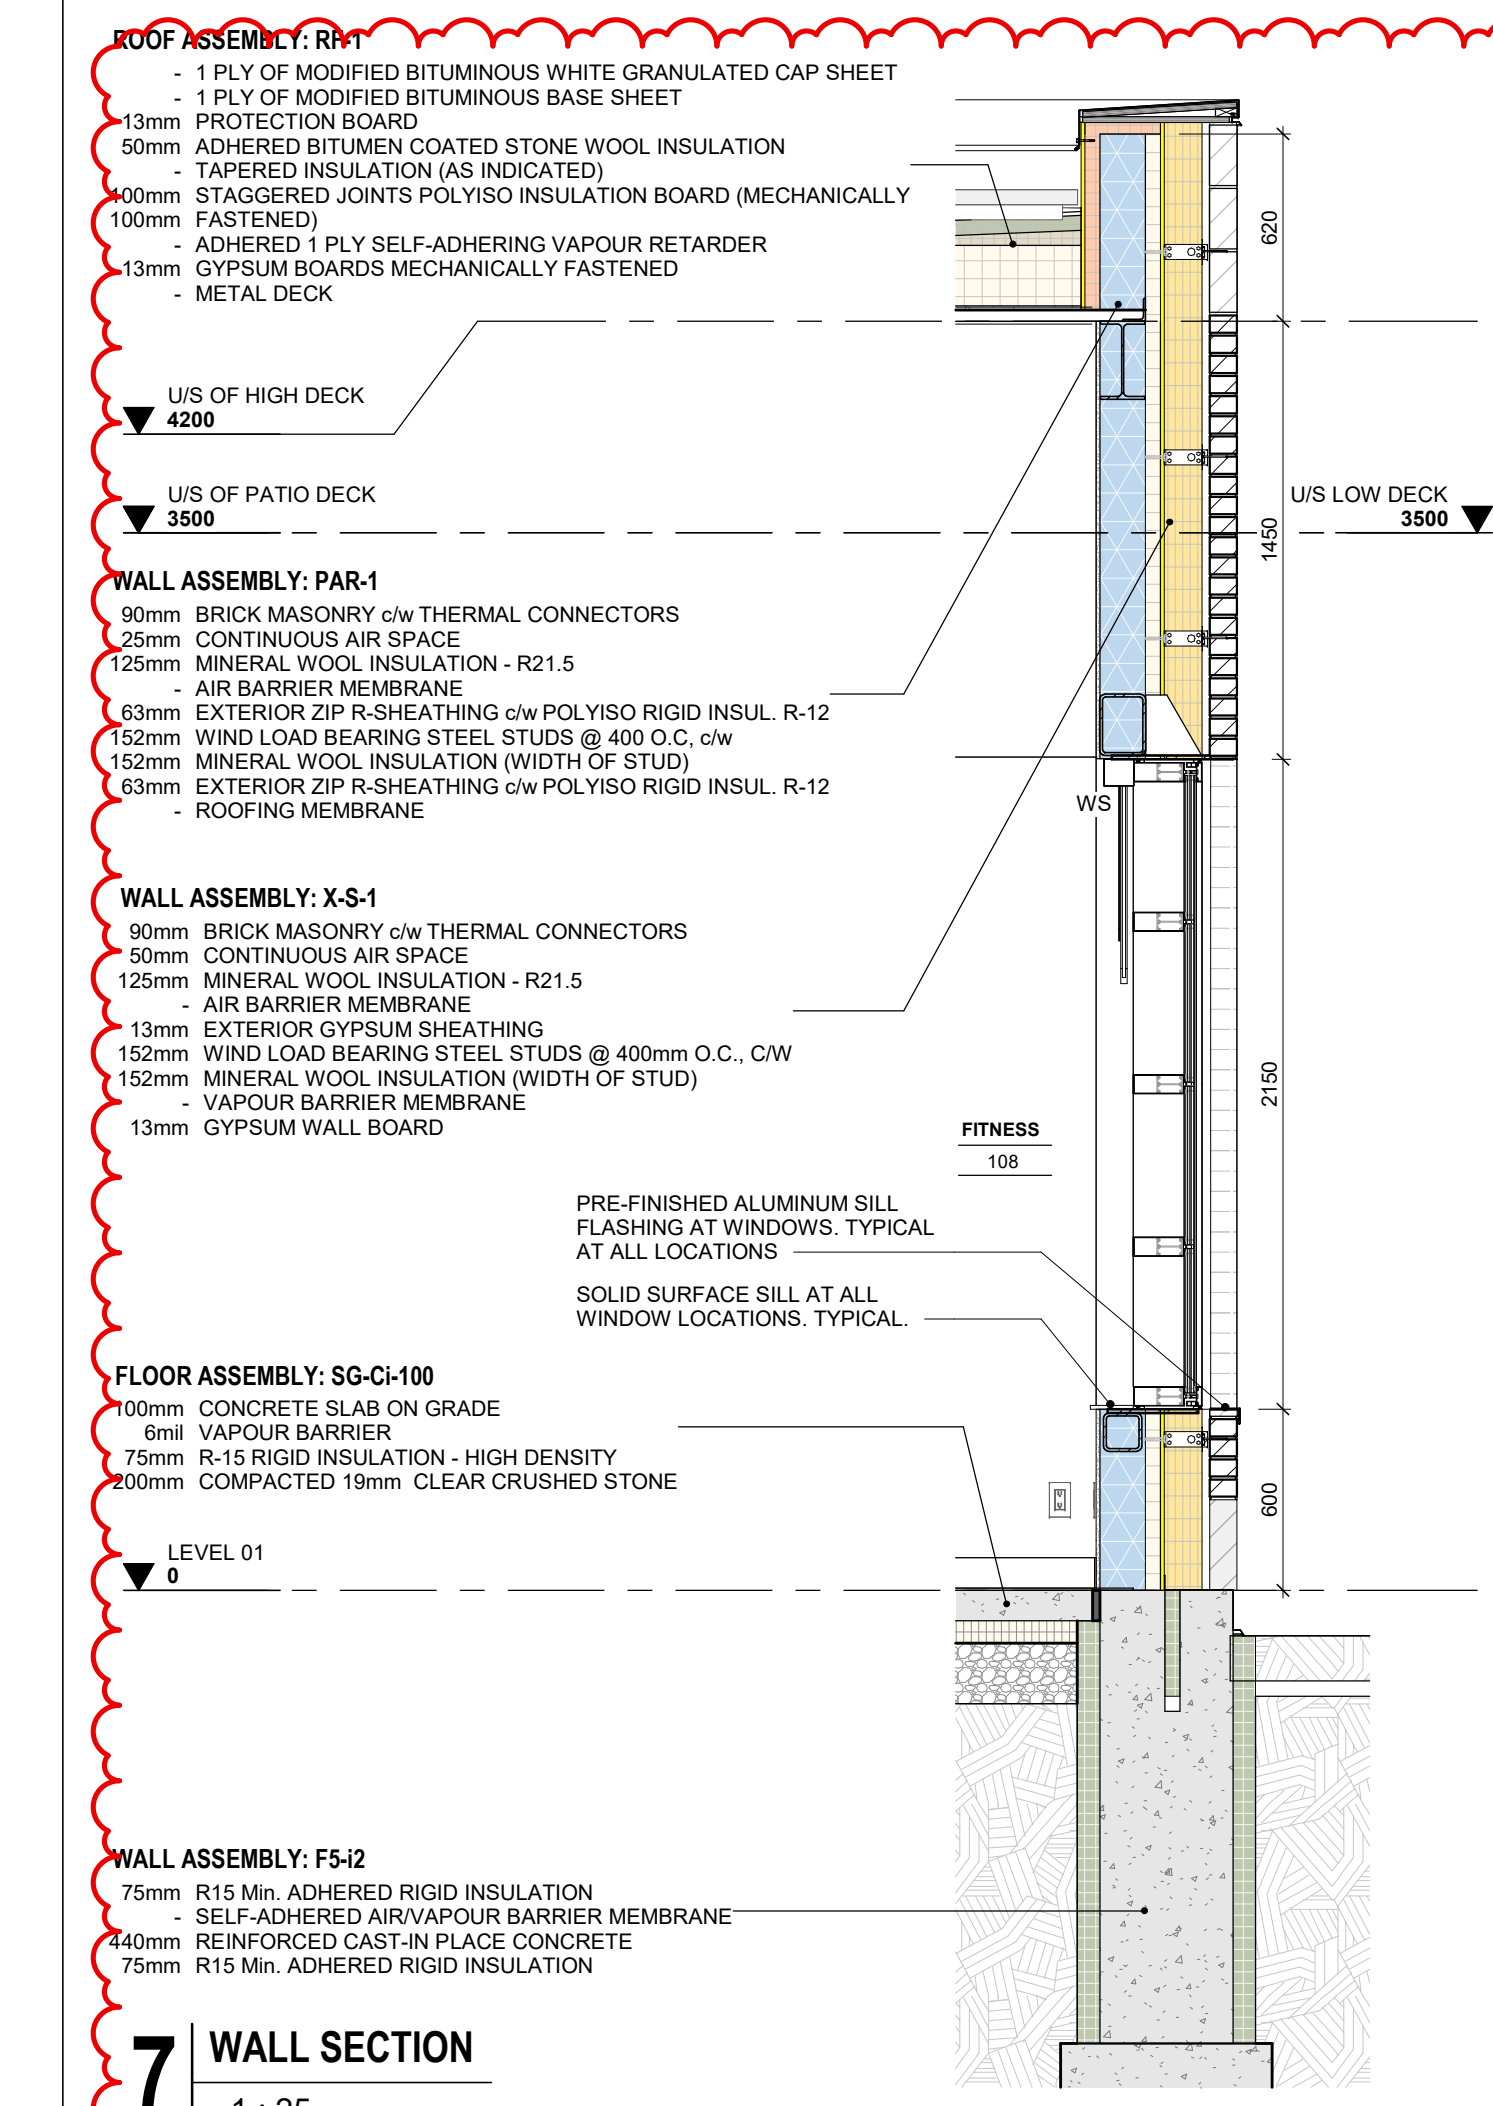 ROOF ASSEMBLY: RF-1
- 1 PLY OF MODIFIED BITUMINOUS WHITE GRANULATED CAP SHEET
- 1 PLY OF MODIFIED BITUMINOUS BASE SHEET
13mm PROTECTION BOARD
50mm ADHERED BITUMEN COATED STONE WOOL INSULATION
- TAPERED INSULATION (AS INDICATED)
100mm STAGGERED JOINTS POLYISO INSULATION BOARD (MECHANICALLY
100mm FASTENED)
- ADHERED 1 PLY SELF-ADHERING VAPOUR RETARDER
13mm GYPSUM BOARDS MECHANICALLY FASTENED
- METAL DECK
620
U/S OF HIGH DECK
4200
U/S OF PATIO DECK
3500
U/S LOW DECK
3500
1450
WALL ASSEMBLY: PAR-1
90mm BRICK MASONRY c/w THERMAL CONNECTORS
25mm CONTINUOUS AIR SPACE
125mm MINERAL WOOL INSULATION - R21.5
- AIR BARRIER MEMBRANE
63mm EXTERIOR ZIP R-SHEATHING c/w POLYISO RIGID INSUL. R-12
152mm WIND LOAD BEARING STEEL STUDS @ 400 O.C, c/w
152mm MINERAL WOOL INSULATION (WIDTH OF STUD)
63mm EXTERIOR ZIP R-SHEATHING c/w POLYISO RIGID INSUL. R-12
- ROOFING MEMBRANE
WS
WALL ASSEMBLY: X-S-1
90mm BRICK MASONRY c/w THERMAL CONNECTORS
50mm CONTINUOUS AIR SPACE
125mm MINERAL WOOL INSULATION - R21.5
- AIR BARRIER MEMBRANE
13mm EXTERIOR GYPSUM SHEATHING
152mm WIND LOAD BEARING STEEL STUDS @ 400mm O.C., C/W
152mm MINERAL WOOL INSULATION (WIDTH OF STUD)
- VAPOUR BARRIER MEMBRANE
13mm GYPSUM WALL BOARD
2150
FITNESS
108
PRE-FINISHED ALUMINUM SILL
FLASHING AT WINDOWS. TYPICAL
AT ALL LOCATIONS
SOLID SURFACE SILL AT ALL
WINDOW LOCATIONS. TYPICAL.
FLOOR ASSEMBLY: SG-Ci-100
100mm CONCRETE SLAB ON GRADE
6mil VAPOUR BARRIER
75mm R-15 RIGID INSULATION - HIGH DENSITY
200mm COMPACTED 19mm CLEAR CRUSHED STONE
600
LEVEL 01
0
WALL ASSEMBLY: F5-i2
75mm R15 Min. ADHERED RIGID INSULATION
- SELF-ADHERED AIR/VAPOUR BARRIER MEMBRANE
440mm REINFORCED CAST-IN PLACE CONCRETE
75mm R15 Min. ADHERED RIGID INSULATION
7 WALL SECTION
1 : 25